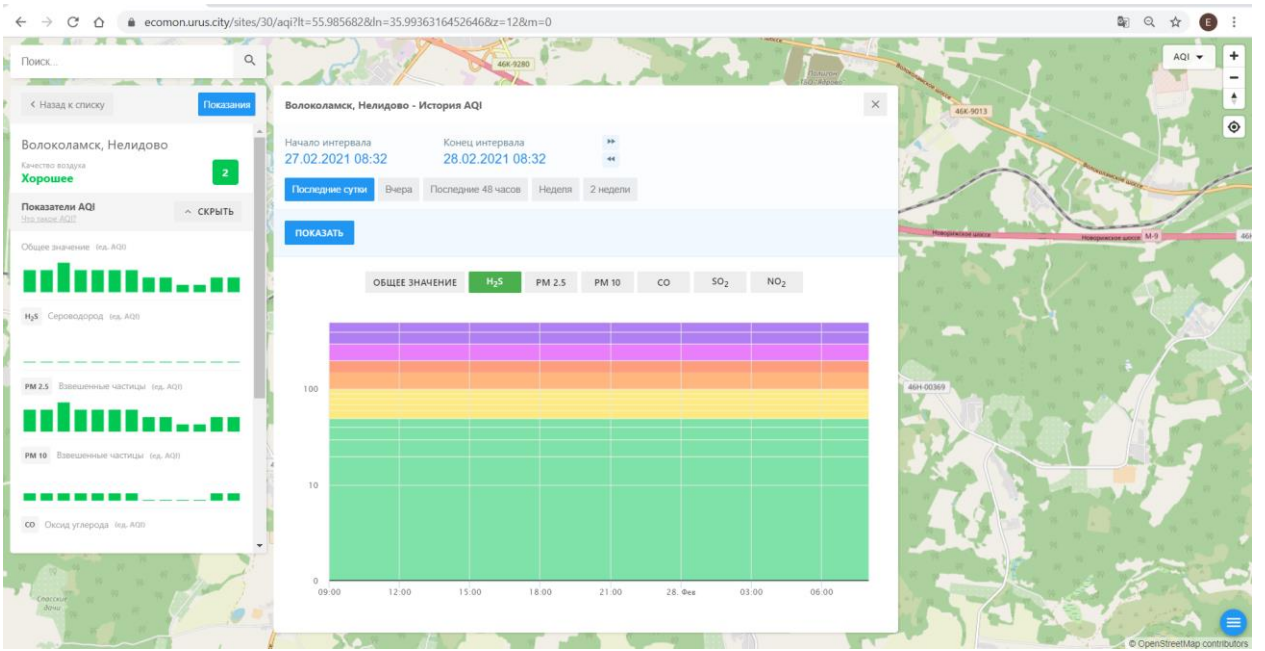 ecomon.urus.city/sites/30/aqi?lt=55.985682&ln=35.9936316452646&z=12&m=0
E
Поиск...
46К-9280
AQI
< Назад к списку
Показания
Волоколамск, Нелидово - История AQI
46К-9013
Волоколамск, Нелидово
Качество воздуха
Хорошее
2
Начало интервала
Конец интервала
27.02.2021 08:32
28.02.2021 08:32
Последние сутки
Вчера
Последние 48 часов
Неделя
2 недели
Показатели AQI
Что такое AQI?
СКРЫТЬ
ПОКАЗАТЬ
Новорижское шоссе
Новорижское шоссе
М-9
46Н
Общее значение (ед. AQI)
ОБЩЕЕ ЗНАЧЕНИЕ
H₂S
PM 2.5
PM 10
CO
SO₂
NO₂
H₂S Сероводород (ед. AQI)
PM 2.5 Взвешенные частицы (ед. AQI)
100
46Н-00369
PM 10 Взвешенные частицы (ед. AQI)
10
CO Оксид углерода (ед. AQI)
0
09:00
12:00
15:00
18:00
21:00
28. Фев
03:00
06:00
Спасские
дачи
© OpenStreetMap contributors